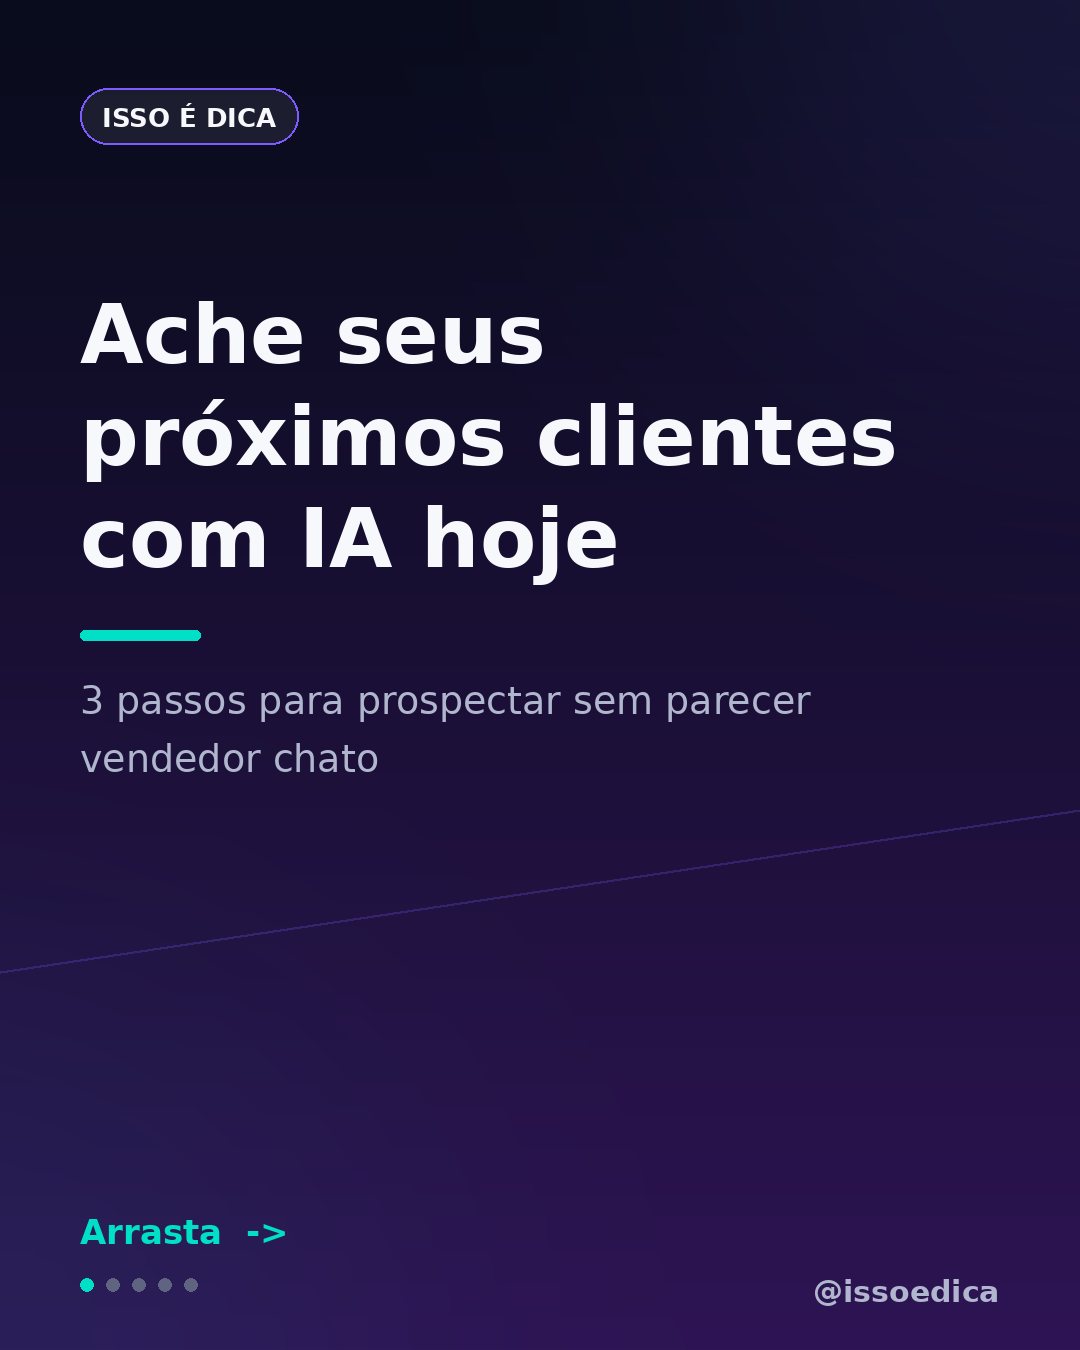 ISSO É DICA
Ache seus
próximos clientes
com IA hoje
3 passos para prospectar sem parecer
vendedor chato
Arrasta ->
@issoedica